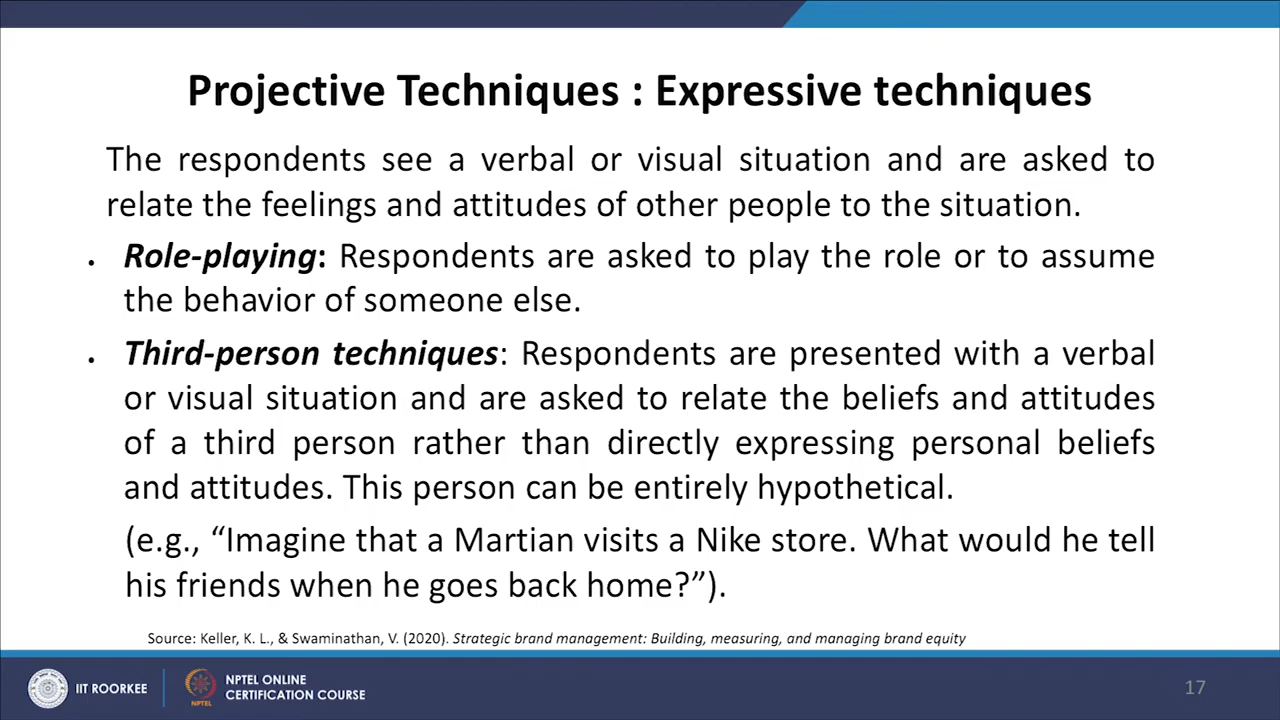 Projective Techniques : Expressive techniques
The respondents see a verbal or visual situation and are asked to
relate the feelings and attitudes of other people to the situation.
• Role-playing: Respondents are asked to play the role or to assume
the behavior of someone else.
• Third-person techniques: Respondents are presented with a verbal
or visual situation and are asked to relate the beliefs and attitudes
of a third person rather than directly expressing personal beliefs
and attitudes. This person can be entirely hypothetical.
(e.g., “Imagine that a Martian visits a Nike store. What would he tell
his friends when he goes back home?”).
Source: Keller, K. L., & Swaminathan, V. (2020). Strategic brand management: Building, measuring, and managing brand equity
IIT ROORKEE
NPTEL
NPTEL ONLINE
CERTIFICATION COURSE
17